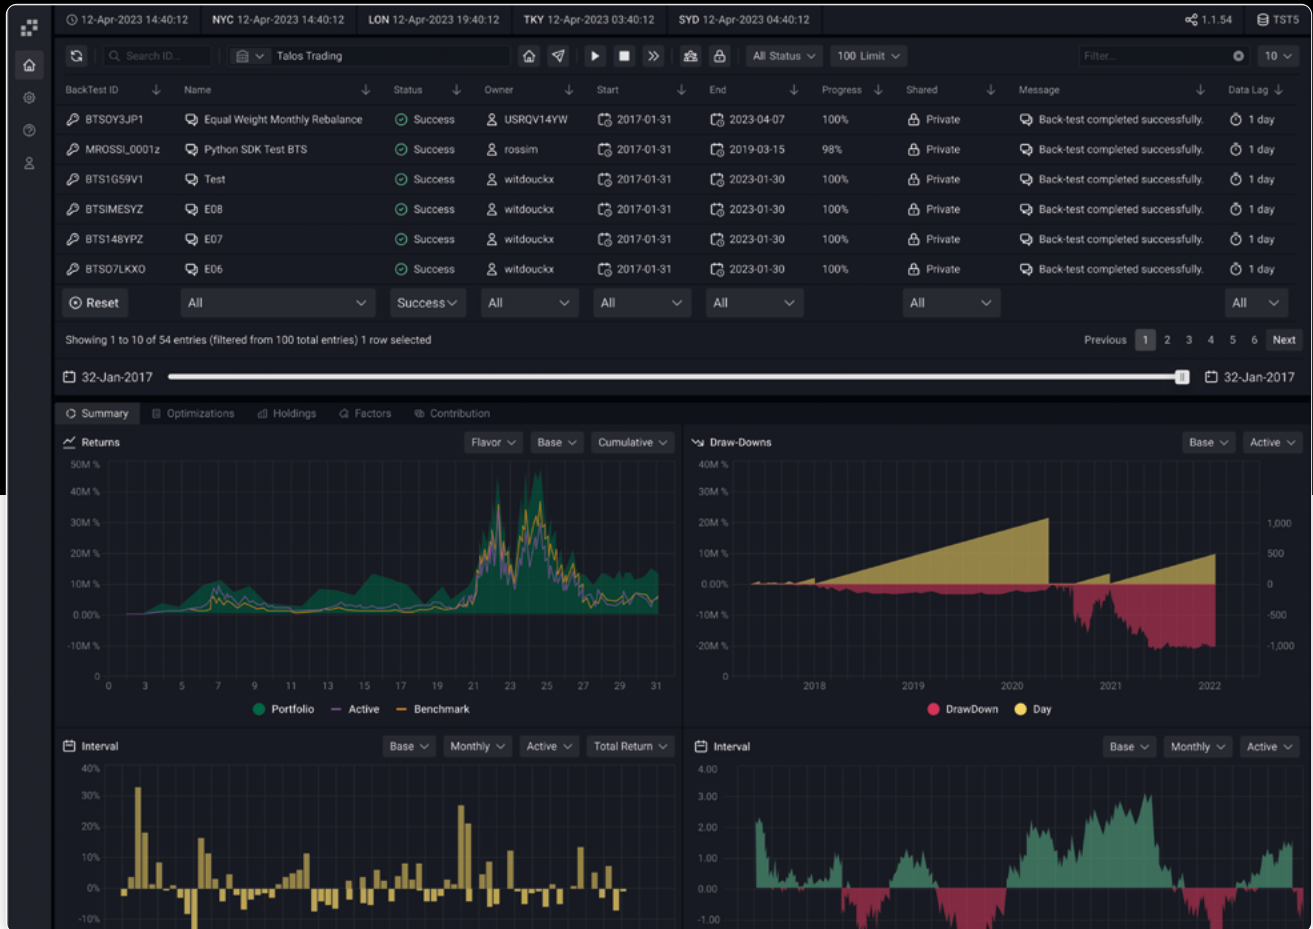 12-Apr-2023 14:40:12 NYC 12-Apr-2023 14:40:12 LON 12-Apr-2023 19:40:12 TKY 12-Apr-2023 03:40:12 SYD 12-Apr-2023 04:40:12 1.1.54 TST5
Search ID... Talos Trading All Status 100 Limit Filter... 10
BackTest ID Name Status Owner Start End Progress Shared Message Data Lag
BTSOY3JP1 Equal Weight Monthly Rebalance Success USRQV14YW 2017-01-31 2023-04-07 100% Private Back-test completed successfully. 1 day
MROSSI_0001z Python SDK Test BTS Success rossim 2017-01-31 2019-03-15 98% Private Back-test completed successfully. 1 day
BTS1G59V1 Test Success witdouckx 2017-01-31 2023-01-30 100% Private Back-test completed successfully. 1 day
BTSIMESYZ E08 Success witdouckx 2017-01-31 2023-01-30 100% Private Back-test completed successfully. 1 day
BTS148YPZ E07 Success witdouckx 2017-01-31 2023-01-30 100% Private Back-test completed successfully. 1 day
BTSO7LKXO E06 Success witdouckx 2017-01-31 2023-01-30 100% Private Back-test completed successfully. 1 day
Reset All Success All All All All All
Showing 1 to 10 of 54 entries (filtered from 100 total entries) 1 row selected Previous 1 2 3 4 5 6 Next
32-Jan-2017 32-Jan-2017
Summary Optimizations Holdings Factors Contribution
Returns Flavor Base Cumulative
50M %
40M %
30M %
20M %
10M %
0.00%
-10M %
0
0 3 5 7 9 11 13 15 17 19 21 23 25 27 29 31
Portfolio Active Benchmark
Draw-Downs Base Active
40M %
30M %
20M % 1,000
10M % 500
0.00% 0
-10M % -500
-20M % -1,000
0
2018 2019 2020 2021 2022
DrawDown Day
Interval Base Monthly Active Total Return
40%
30%
20%
10%
0%
-10%
Interval Base Monthly Active
4.00
3.00
2.00
1.00
0.00
-1.00